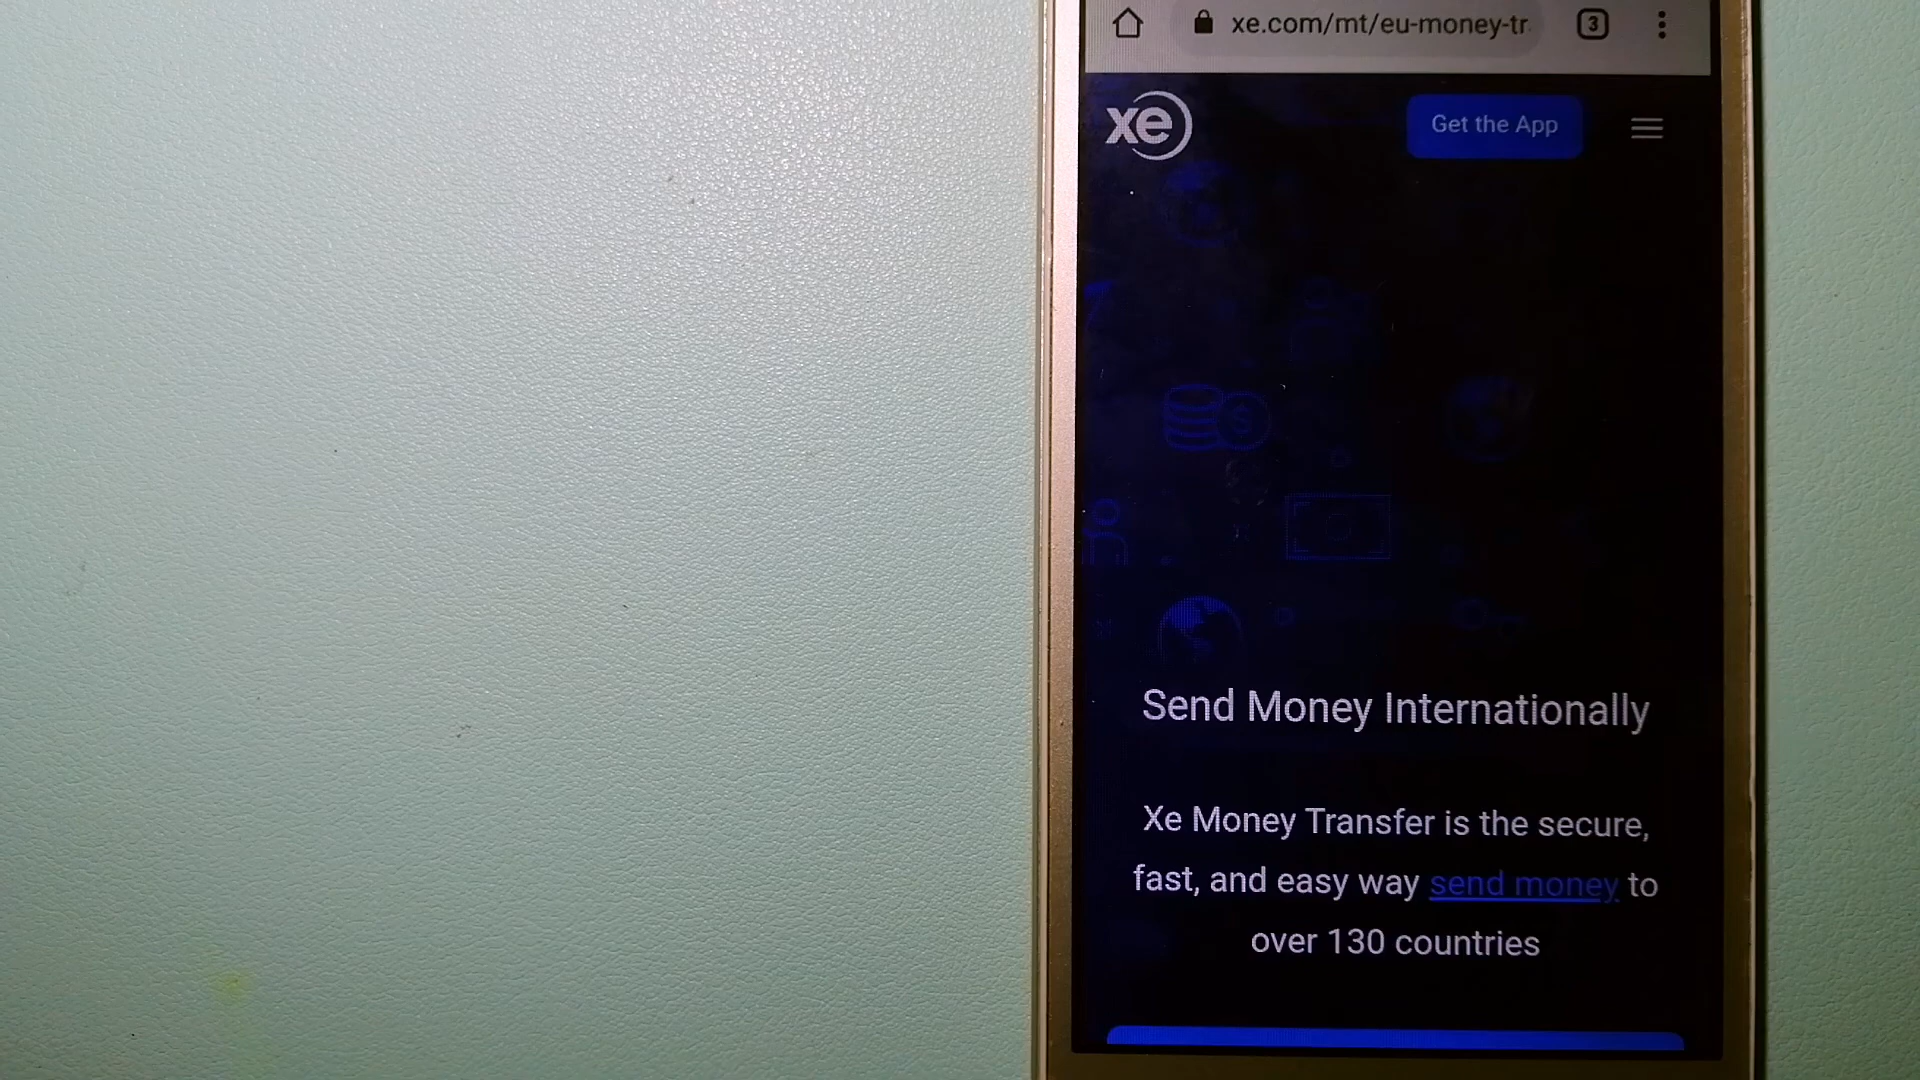 xe.com/mt/eu-money-tr
3
xe
Get the App
Send Money Internationally
Xe Money Transfer is the secure,
fast, and easy way send money to
over 130 countries